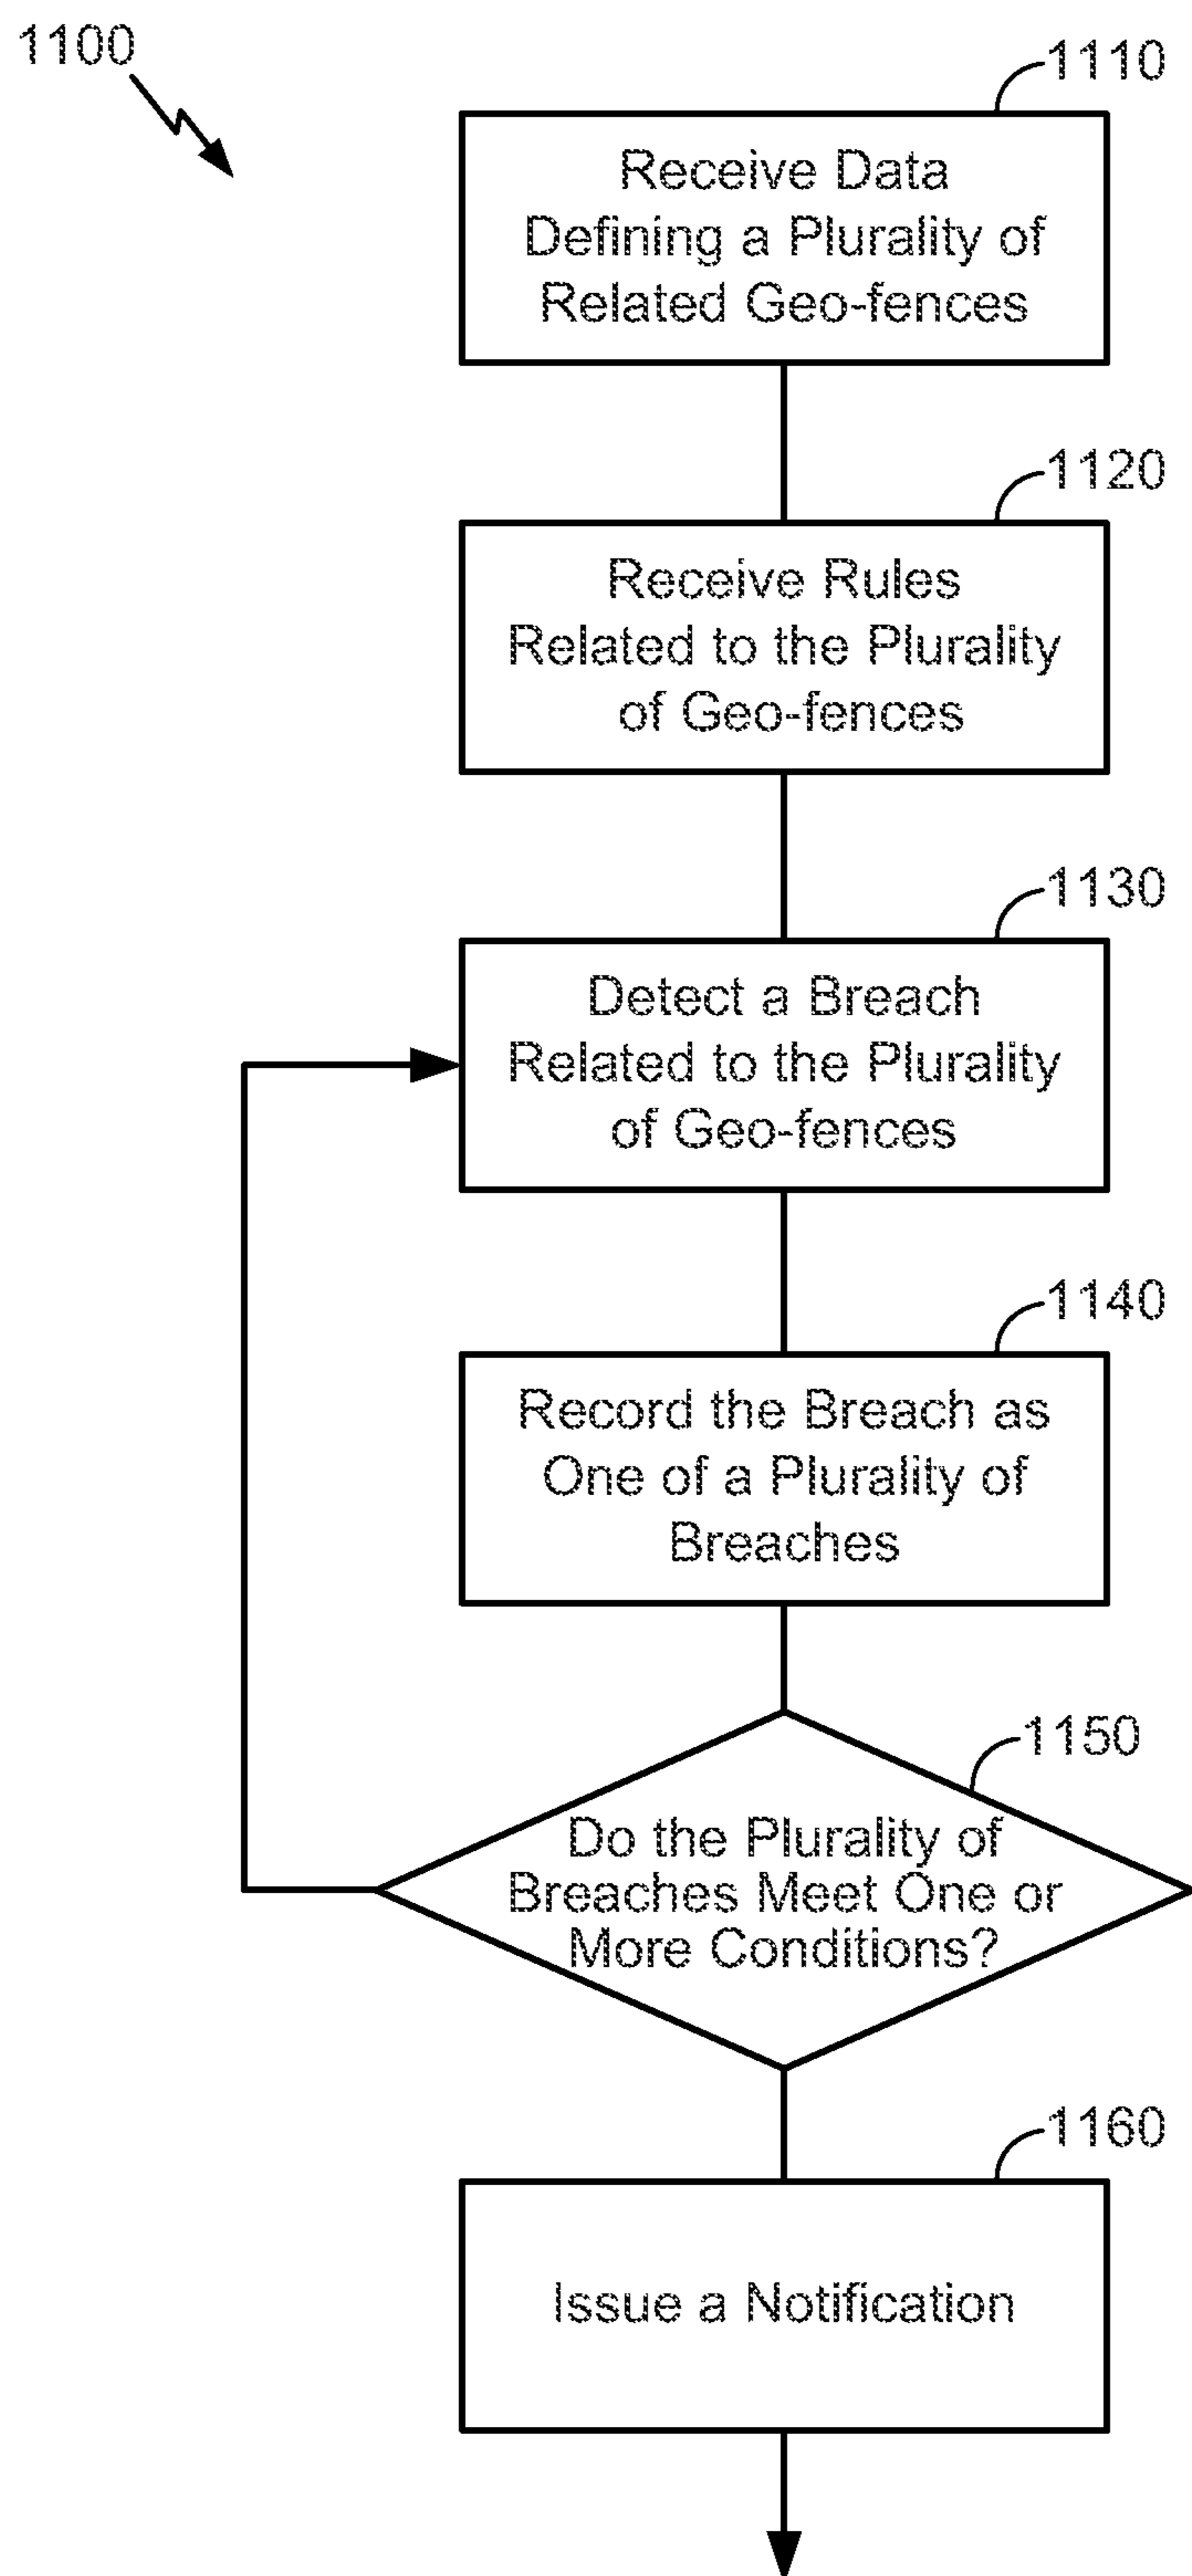 1100
1110
Receive Data
Defining a Plurality of
Related Geo-fences
1120
Receive Rules
Related to the Plurality
of Geo-fences
1130
Detect a Breach
Related to the Plurality
of Geo-fences
1140
Record the Breach as
One of a Plurality of
Breaches
1150
Do the Plurality of
Breaches Meet One or
More Conditions?
1160
Issue a Notification